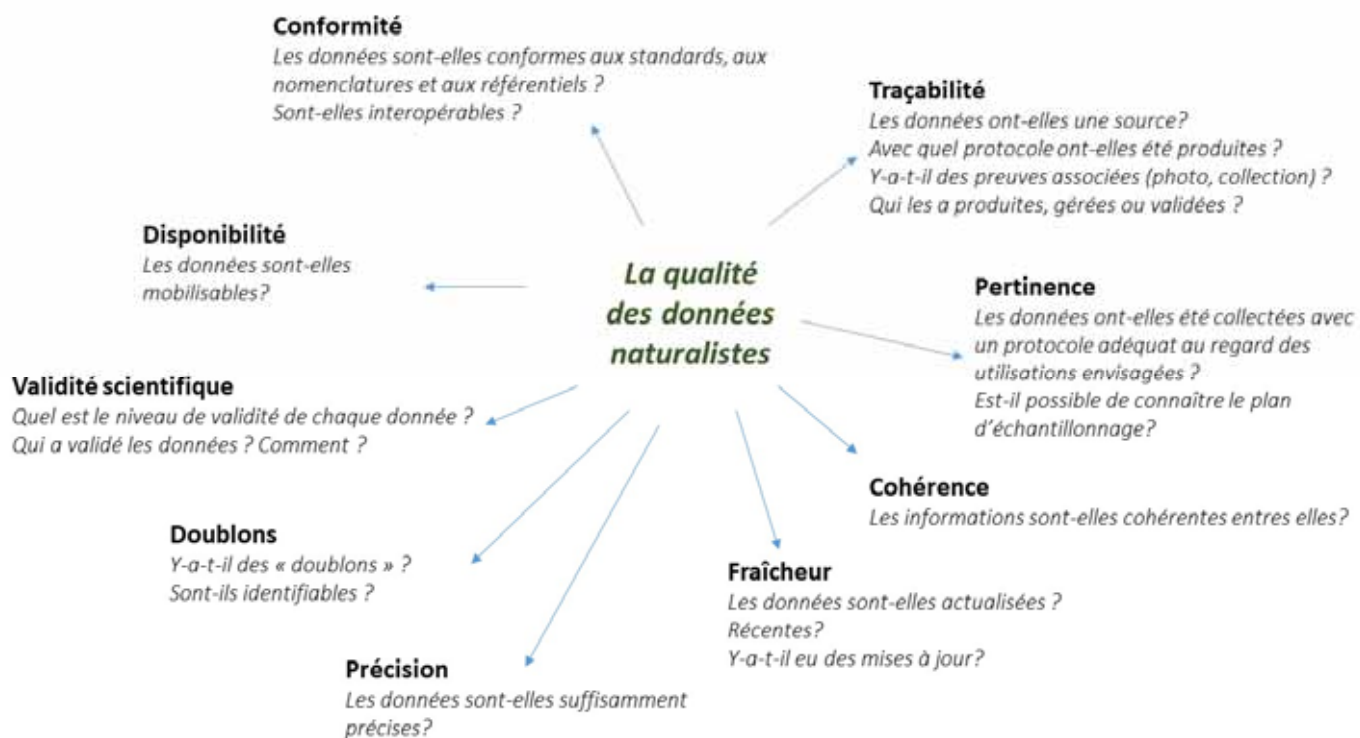 Conformité
Les données sont-elles conformes aux standards, aux
nomenclatures et aux référentiels ?
Sont-elles interopérables ?
Traçabilité
Les données ont-elles une source?
Avec quel protocole ont-elles été produites ?
Y-a-t-il des preuves associées (photo, collection) ?
Qui les a produites, gérées ou validées ?
Disponibilité
Les données sont-elles
mobilisables?
La qualité
des données
naturalistes
Pertinence
Les données ont-elles été collectées avec
un protocole adéquat au regard des
utilisations envisagées ?
Est-il possible de connaître le plan
d'échantillonnage?
Validité scientifique
Quel est le niveau de validité de chaque donnée ?
Qui a validé les données ? Comment ?
Cohérence
Les informations sont-elles cohérentes entres elles?
Doublons
Y-a-t-il des « doublons » ?
Sont-ils identifiables ?
Fraîcheur
Les données sont-elles actualisées ?
Récentes?
Y-a-t-il eu des mises à jour?
Précision
Les données sont-elles suffisamment
précises?